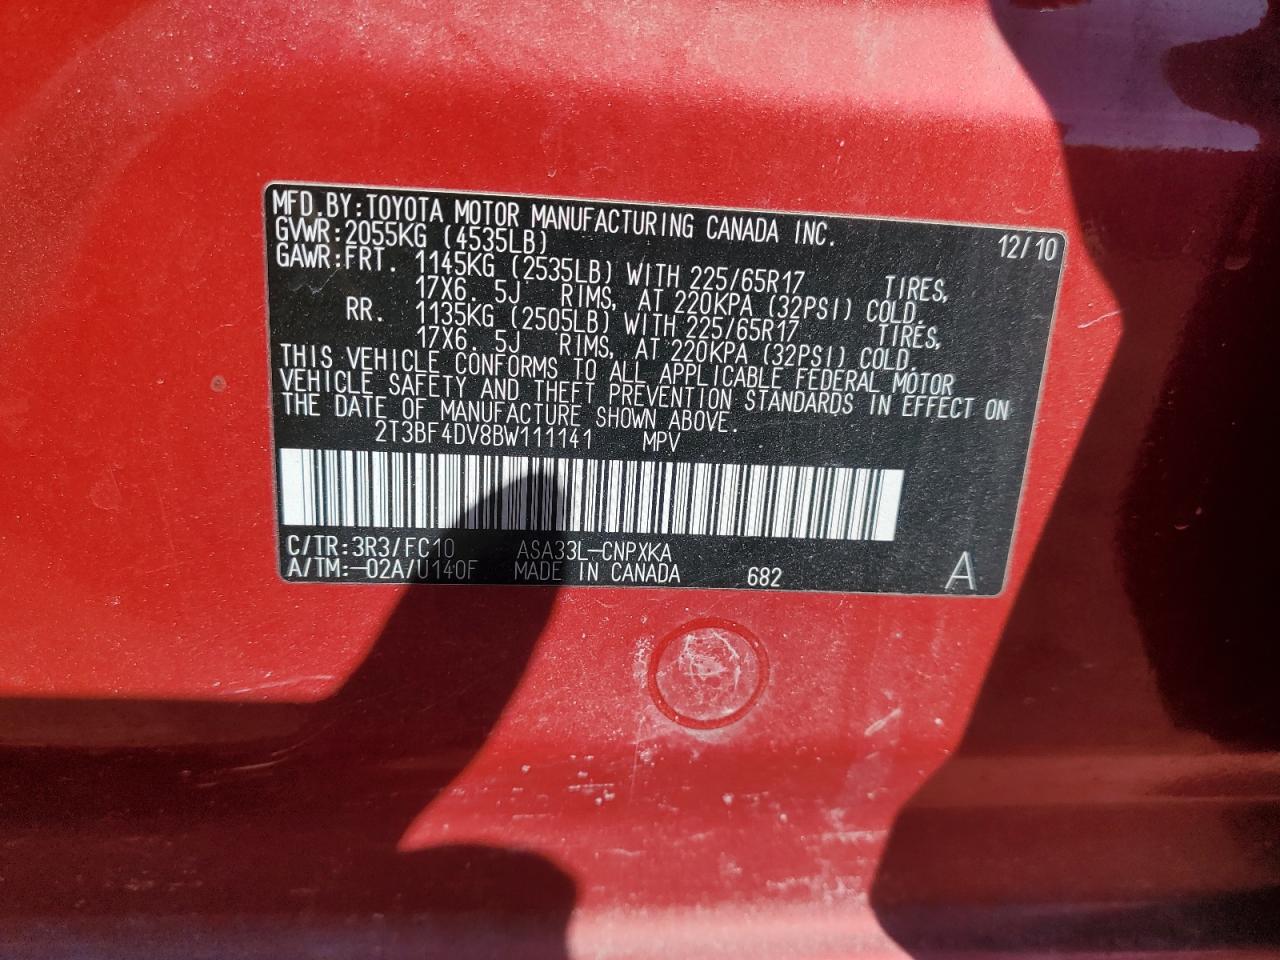 MFD.BY:TOYOTA MOTOR MANUFACTURING CANADA INC. 12/10
GVWR:2055KG (4535LB)
GAWR:FRT. 1145KG (2535LB) WITH 225/65R17 TIRES,
17X6. 5J RIMS, AT 220KPA (32PSI) COLD.
RR. 1135KG (2505LB) WITH 225/65R17 TIRES,
17X6. 5J RIMS, AT 220KPA (32PSI) COLD.
THIS VEHICLE CONFORMS TO ALL APPLICABLE FEDERAL MOTOR
VEHICLE SAFETY AND THEFT PREVENTION STANDARDS IN EFFECT ON
THE DATE OF MANUFACTURE SHOWN ABOVE.
2T3BF4DV8BW111141 MPV
C/TR:3R3/FC10 ASA33L-CNPXKA
A/TM:-02A/U140F MADE IN CANADA 682 A